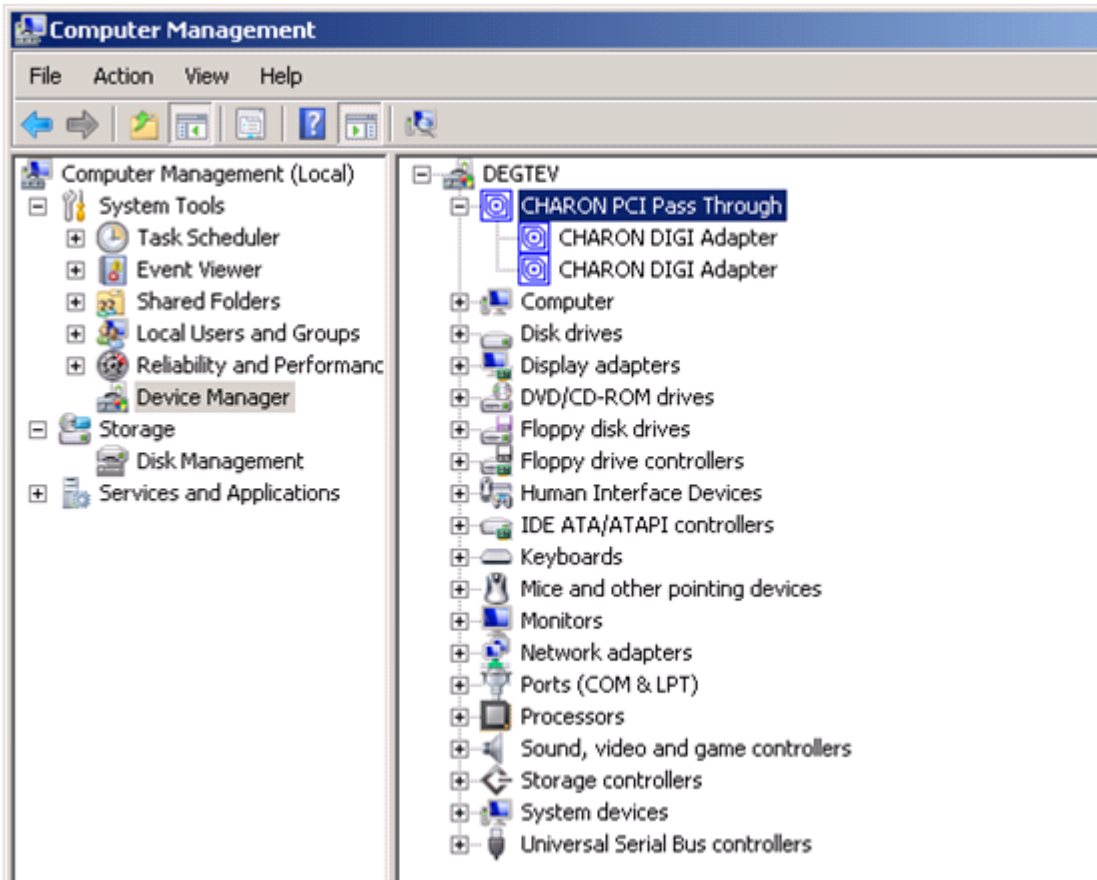 Computer Management
File Action View Help
Computer Management (Local)
System Tools
Task Scheduler
Event Viewer
Shared Folders
Local Users and Groups
Reliability and Performanc
Device Manager
Storage
Disk Management
Services and Applications
DEGTEV
CHARON PCI Pass Through
CHARON DIGI Adapter
CHARON DIGI Adapter
Computer
Disk drives
Display adapters
DVD/CD-ROM drives
Floppy disk drives
Floppy drive controllers
Human Interface Devices
IDE ATA/ATAPI controllers
Keyboards
Mice and other pointing devices
Monitors
Network adapters
Ports (COM & LPT)
Processors
Sound, video and game controllers
Storage controllers
System devices
Universal Serial Bus controllers